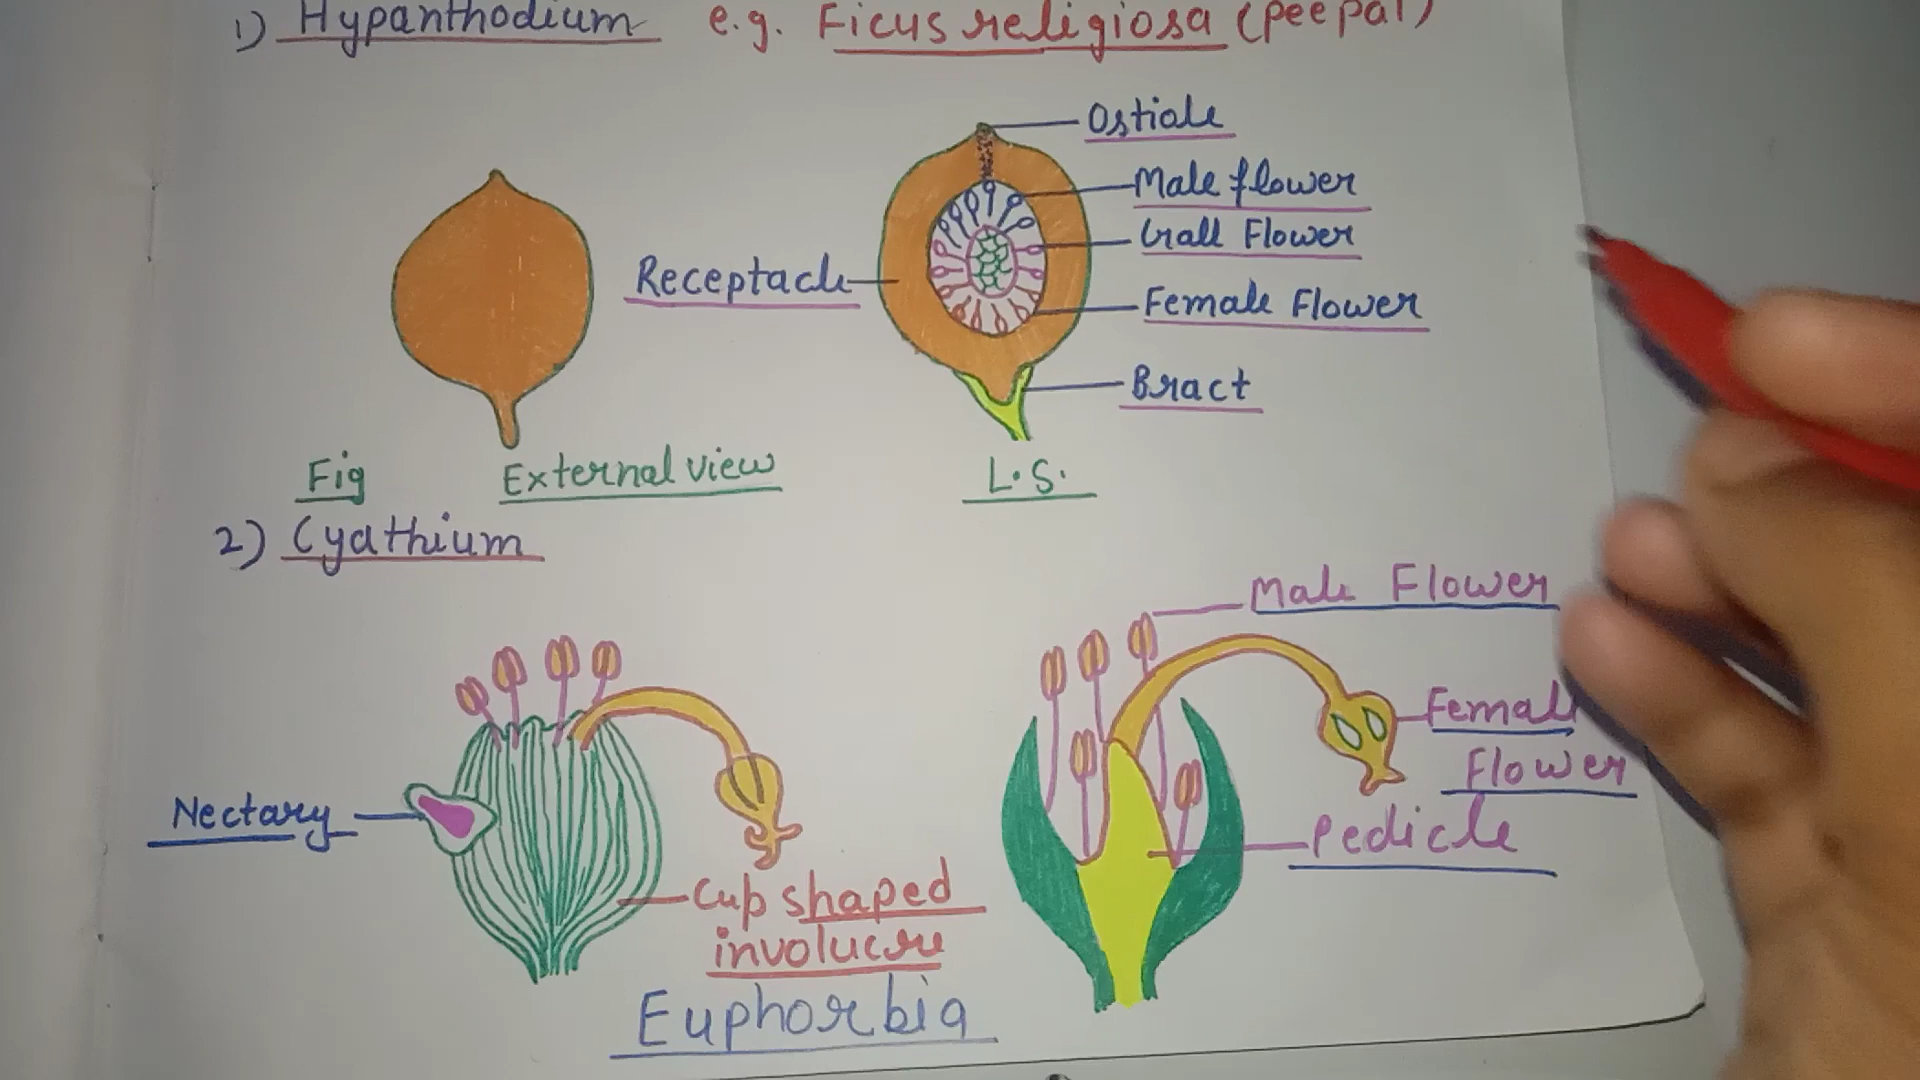 1) Hypanthodium e.g. Ficus religiosa (peepal)
Ostiole
Male flower
Gall Flower
Receptacle
Female Flower
Bract
Fig External view L.S.
2) Cyathium
Male Flower
Female
Flower
Nectary
Pedicle
Cup shaped
involucre
Euphorbia